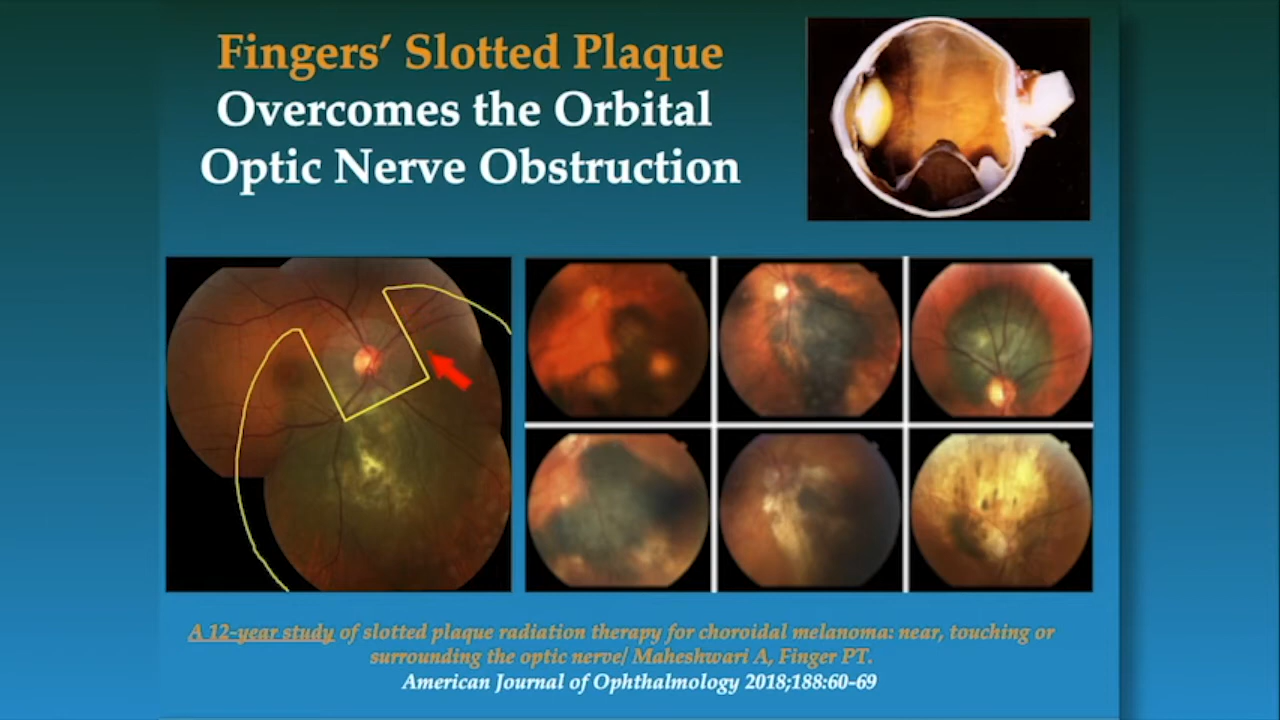 Fingers’ Slotted Plaque
Overcomes the Orbital
Optic Nerve Obstruction
A 12-year study of slotted plaque radiation therapy for choroidal melanoma: near, touching or
surrounding the optic nerve/ Maheshwari A, Finger PT.
American Journal of Ophthalmology 2018;188:60-69